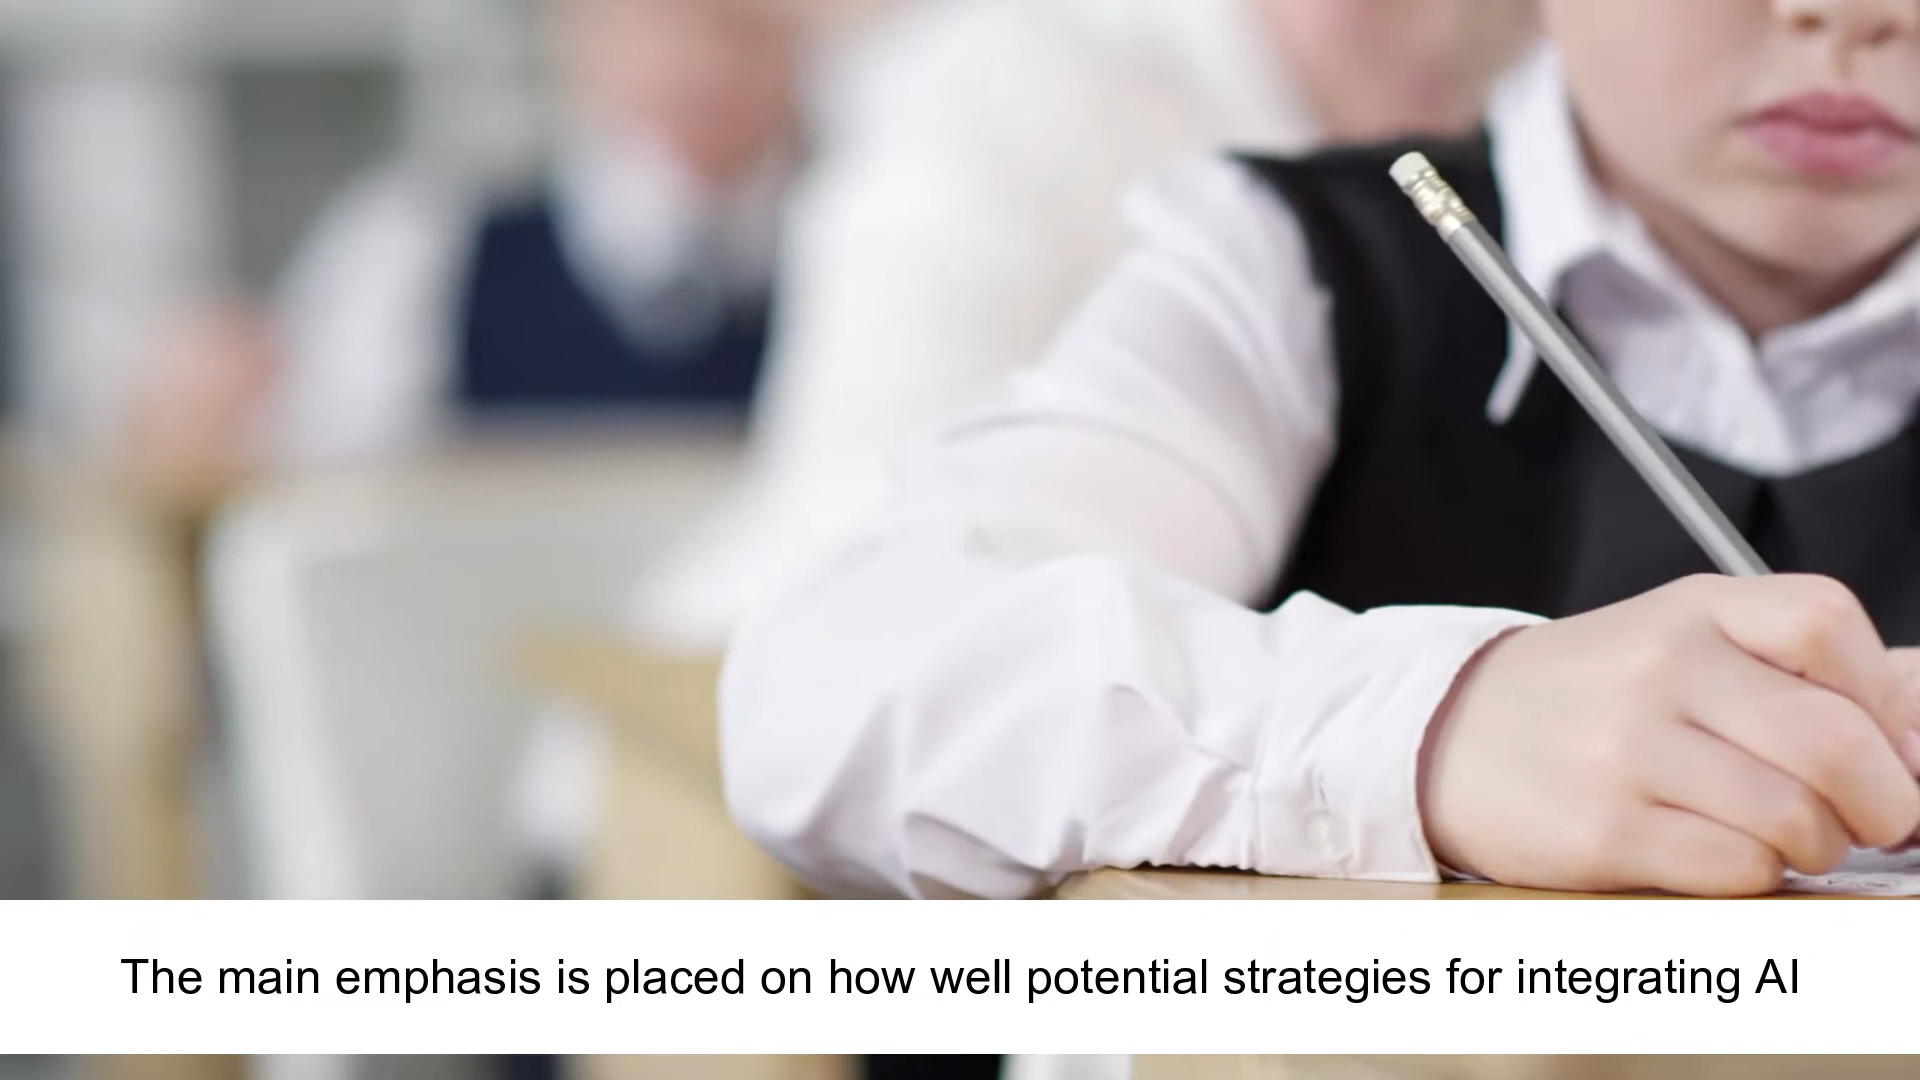 The main emphasis is placed on how well potential strategies for integrating AI